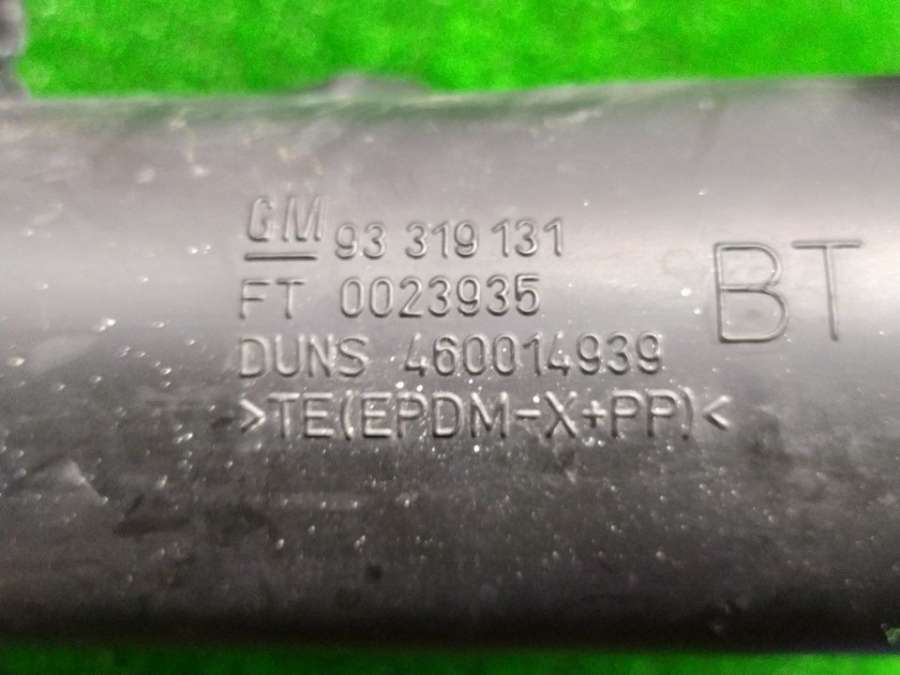 GM 93 319 131
FT 0023935
DUNS 460014939
>TE(EPDM-X+PP)<
BT